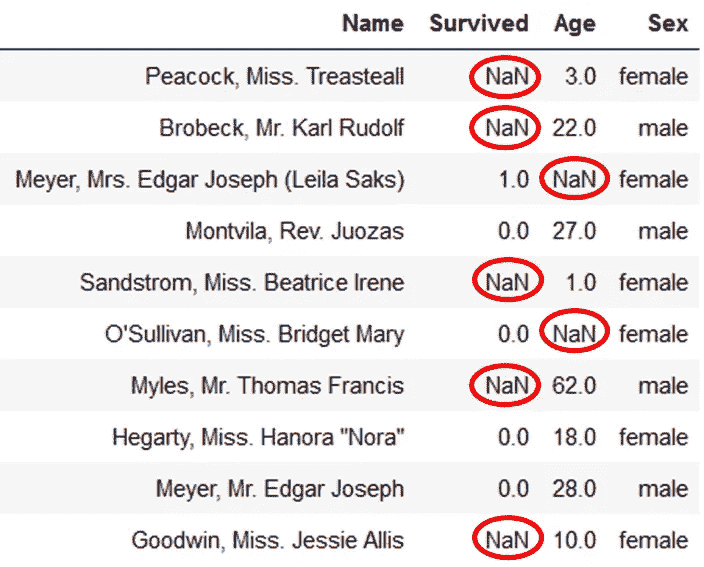 Name Survived Age Sex
Peacock, Miss. Treasteall NaN 3.0 female
Brobeck, Mr. Karl Rudolf NaN 22.0 male
Meyer, Mrs. Edgar Joseph (Leila Saks) 1.0 NaN female
Montvila, Rev. Juozas 0.0 27.0 male
Sandstrom, Miss. Beatrice Irene NaN 1.0 female
O'Sullivan, Miss. Bridget Mary 0.0 NaN female
Myles, Mr. Thomas Francis NaN 62.0 male
Hegarty, Miss. Hanora "Nora" 0.0 18.0 female
Meyer, Mr. Edgar Joseph 0.0 28.0 male
Goodwin, Miss. Jessie Allis NaN 10.0 female